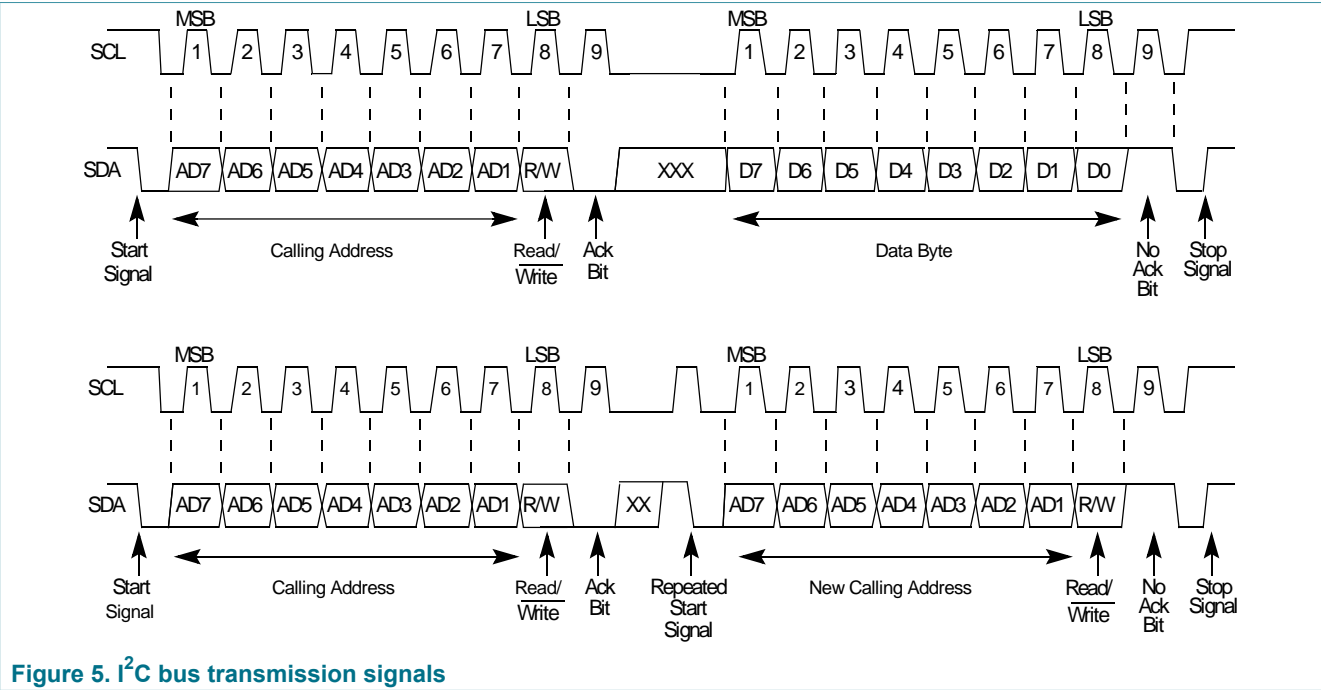 MSB LSB MSB LSB
SCL 1 2 3 4 5 6 7 8 9 1 2 3 4 5 6 7 8 9
SDA AD7 AD6 AD5 AD4 AD3 AD2 AD1 R/W XXX D7 D6 D5 D4 D3 D2 D1 D0
Start Signal
Calling Address
Read/Write
Ack Bit
Data Byte
No Ack Bit
Stop Signal
MSB LSB MSB LSB
SCL 1 2 3 4 5 6 7 8 9 1 2 3 4 5 6 7 8 9
SDA AD7 AD6 AD5 AD4 AD3 AD2 AD1 R/W XX AD7 AD6 AD5 AD4 AD3 AD2 AD1 R/W
Start Signal
Calling Address
Read/Write
Ack Bit
Repeated Start Signal
New Calling Address
Read/Write
No Ack Bit
Stop Signal
Figure 5. I²C bus transmission signals